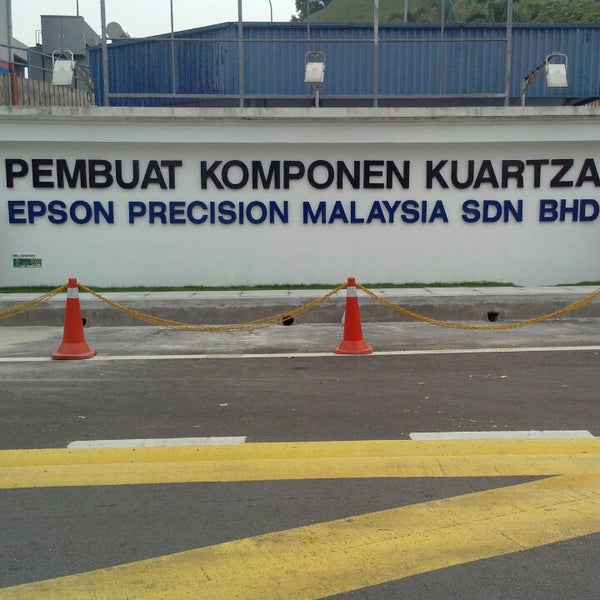 PEMBUAT KOMPONEN KUARTZA
EPSON PRECISION MALAYSIA SDN BHD